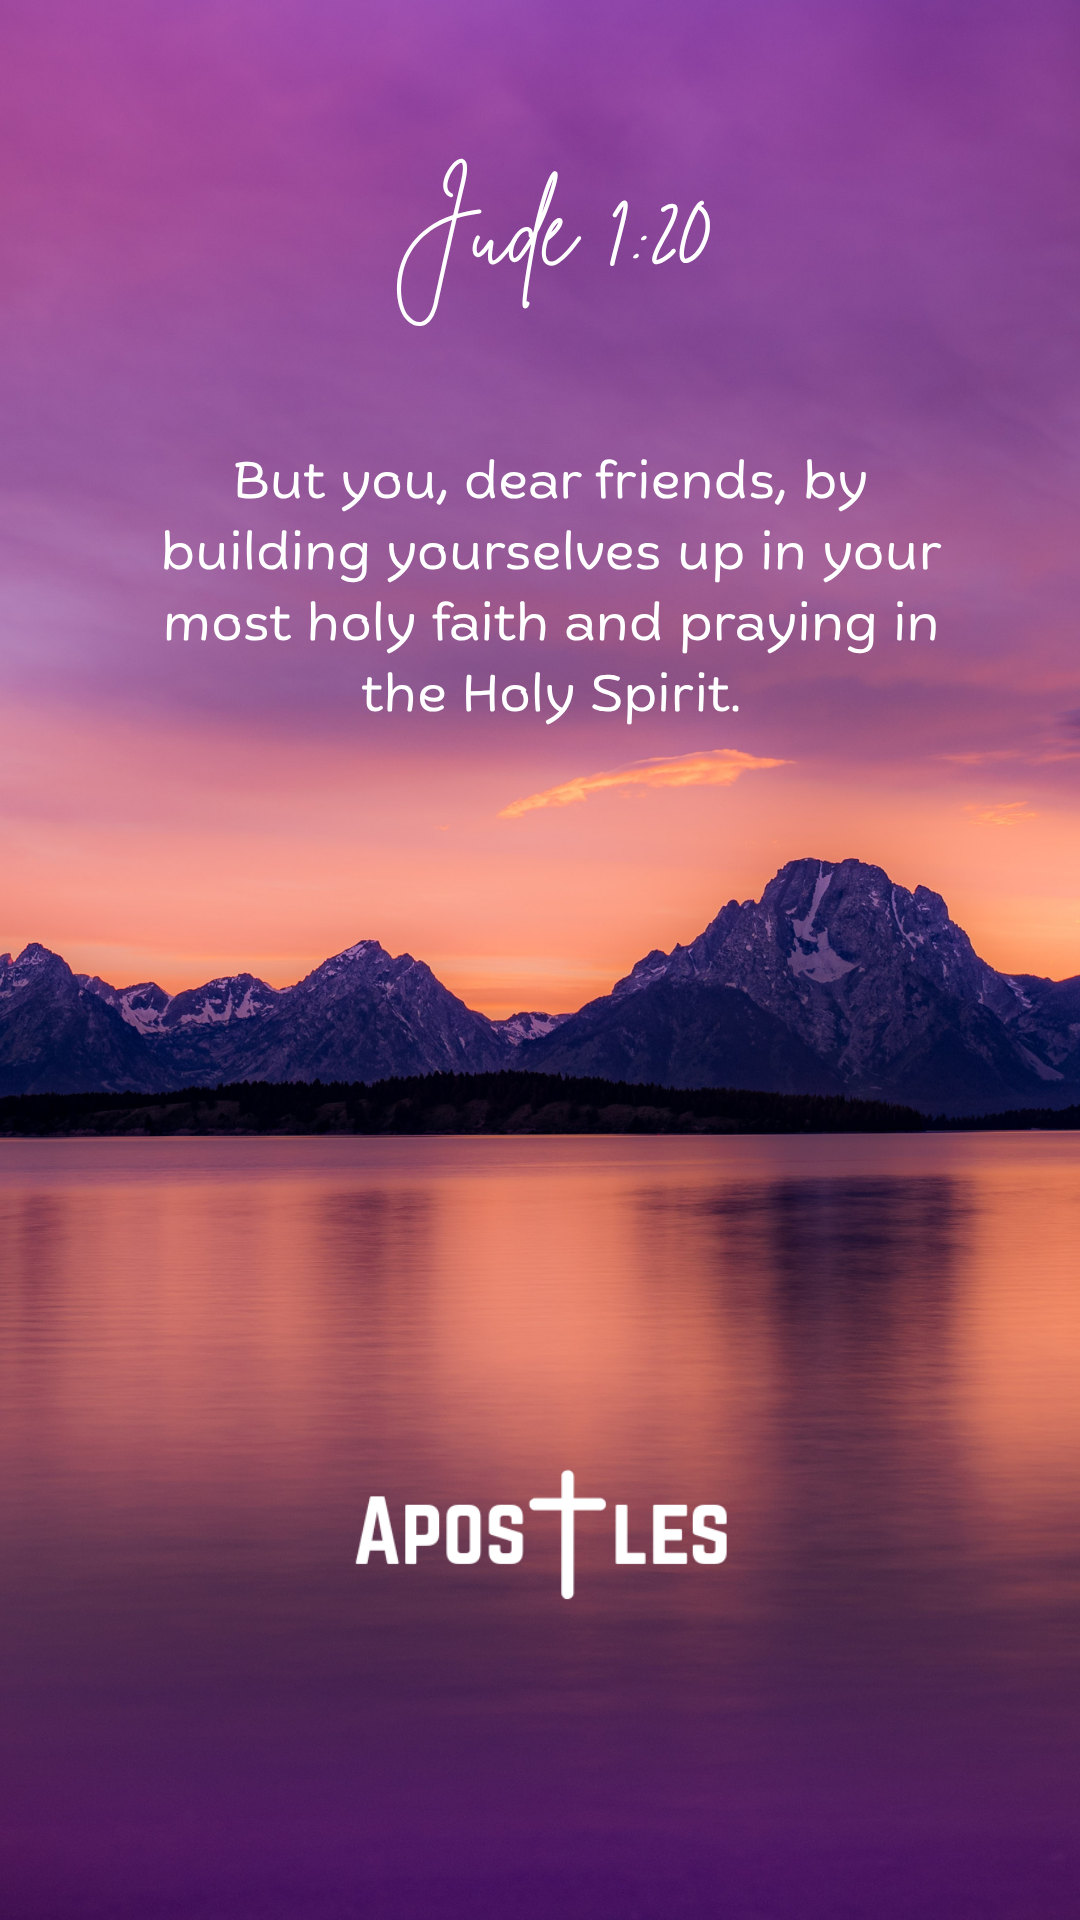 Jude 1:20
But you, dear friends, by
building yourselves up in your
most holy faith and praying in
the Holy Spirit.
APOSTLES